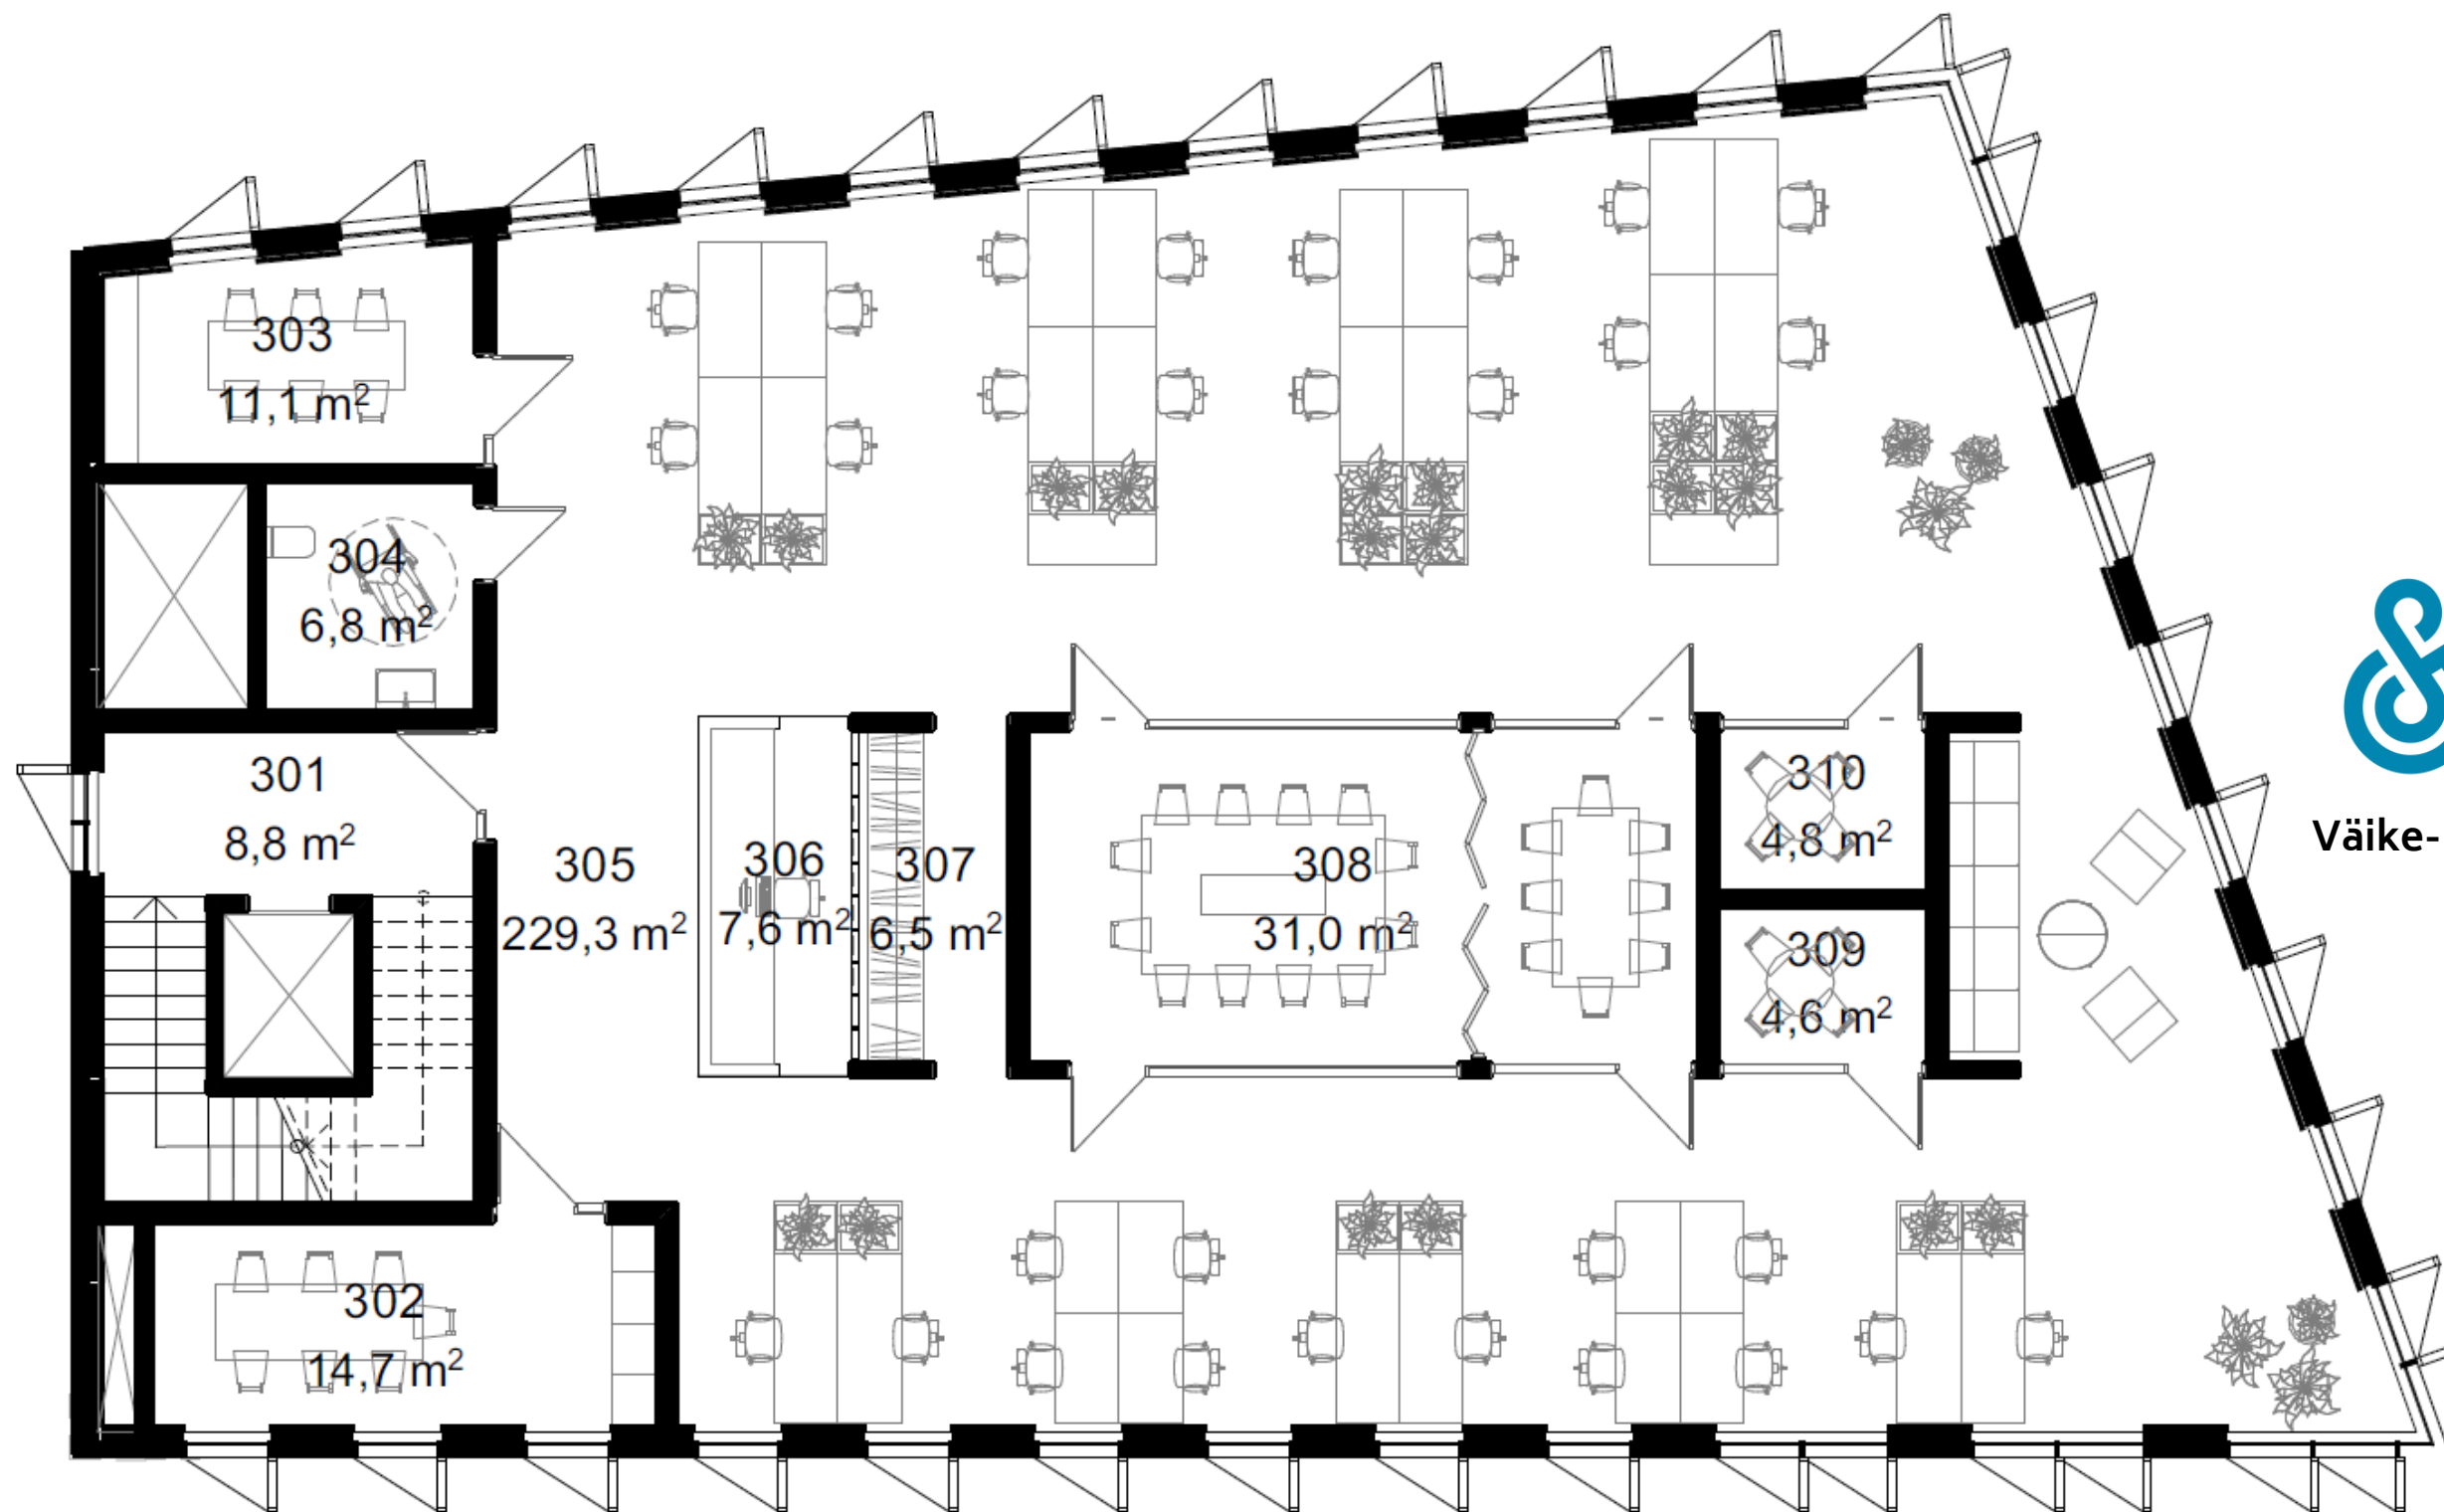 303
11,1 m²
304
6,8 m²
301
8,8 m²
305
229,3 m²
306
7,6 m²
307
6,5 m²
308
31,0 m²
310
4,8 m²
309
4,6 m²
302
14,7 m²
Väike-